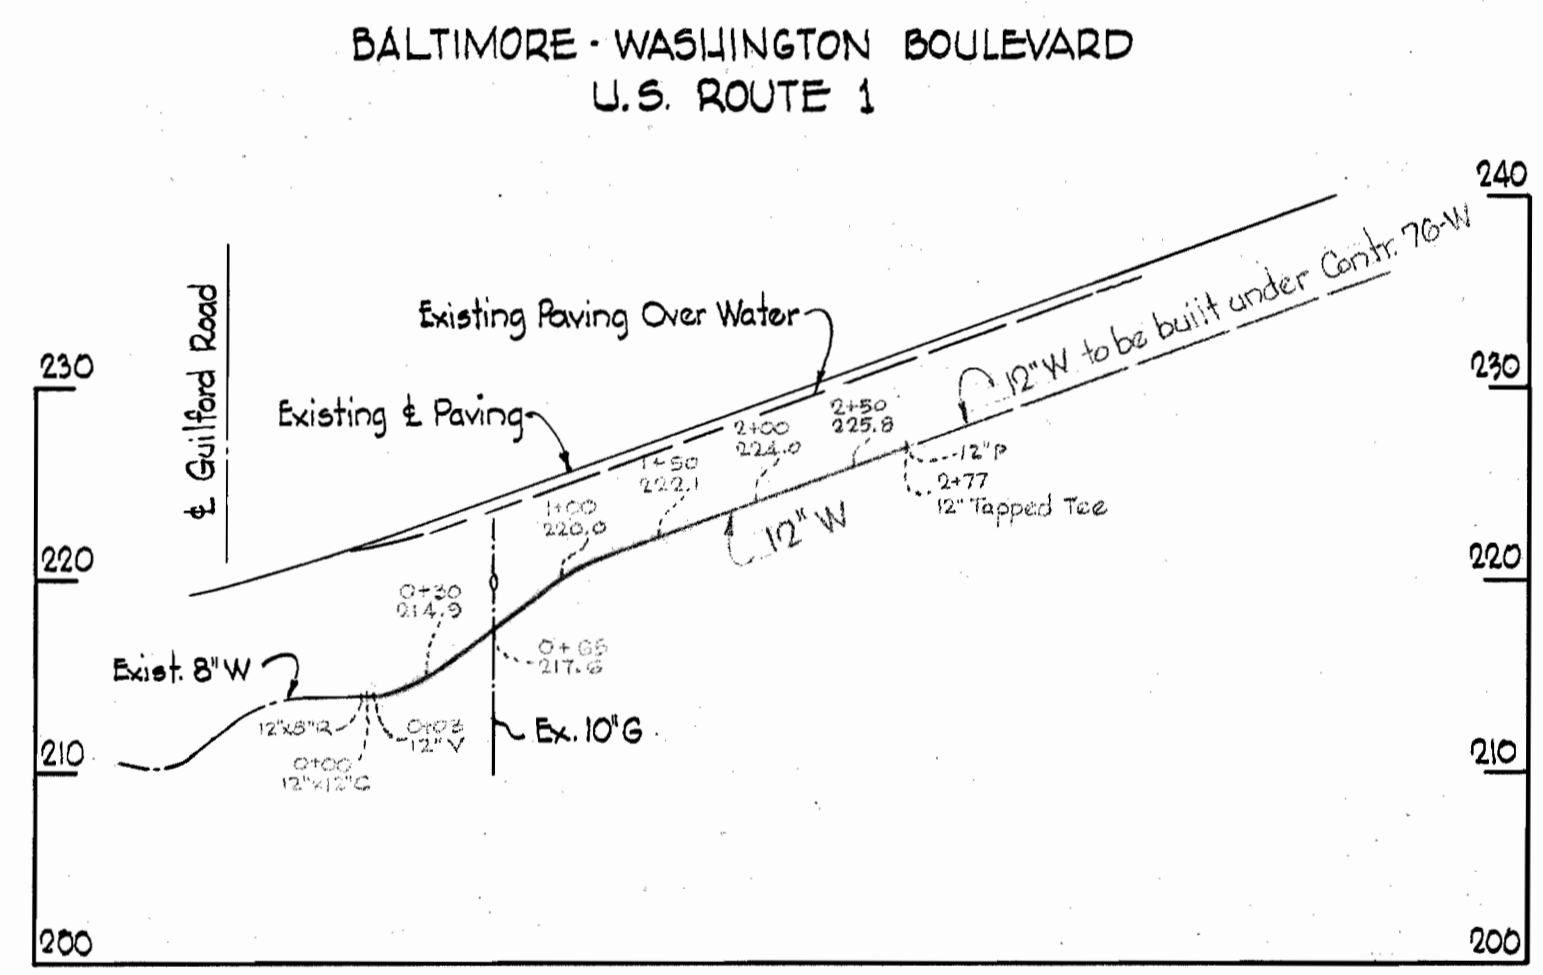 BALTIMORE - WASHINGTON BOULEVARD
U.S. ROUTE 1
240
12"W to be built under Contr. 76-W
℄ Guilford Road
Existing Paving Over Water
230
230
Existing ℄ Paving
2+50
225.8
2+00
224.0
1+50
222.1
12"P
2+77
12" Tapped Tee
12" W
1+00
220.0
220
220
0+30
214.9
0+65
217.6
Exist. 8" W
12"x8"R
0+03
12" V
Ex. 10" G
0+00
12"x12"C
210
210
200
200